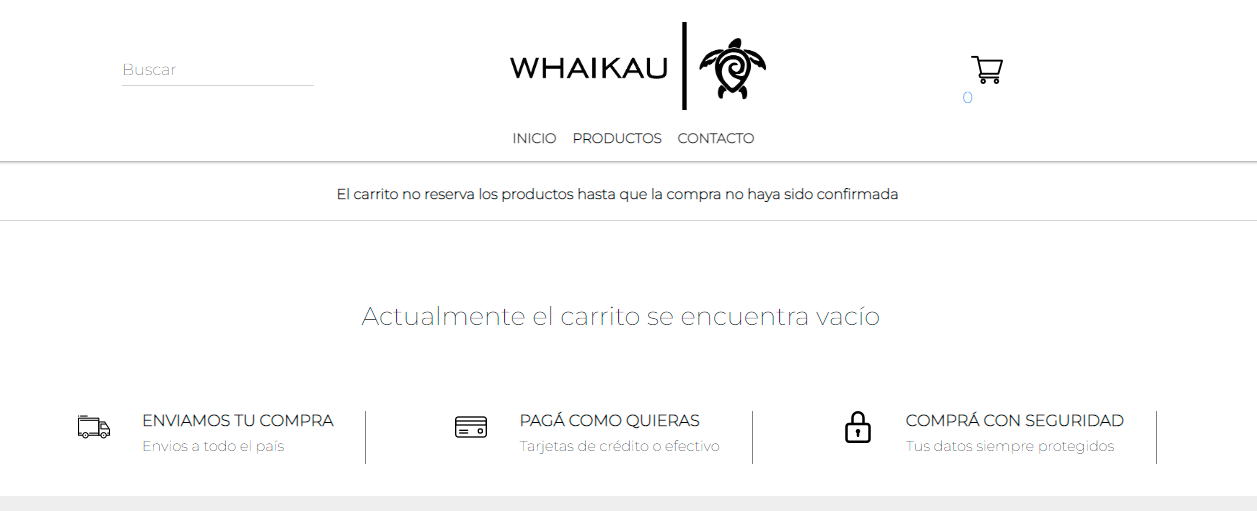 Buscar
WHAIKAU
0
INICIO PRODUCTOS CONTACTO
El carrito no reserva los productos hasta que la compra no haya sido confirmada
Actualmente el carrito se encuentra vacío
ENVIAMOS TU COMPRA
Envios a todo el país
PAGÁ COMO QUIERAS
Tarjetas de crédito o efectivo
COMPRÁ CON SEGURIDAD
Tus datos siempre protegidos